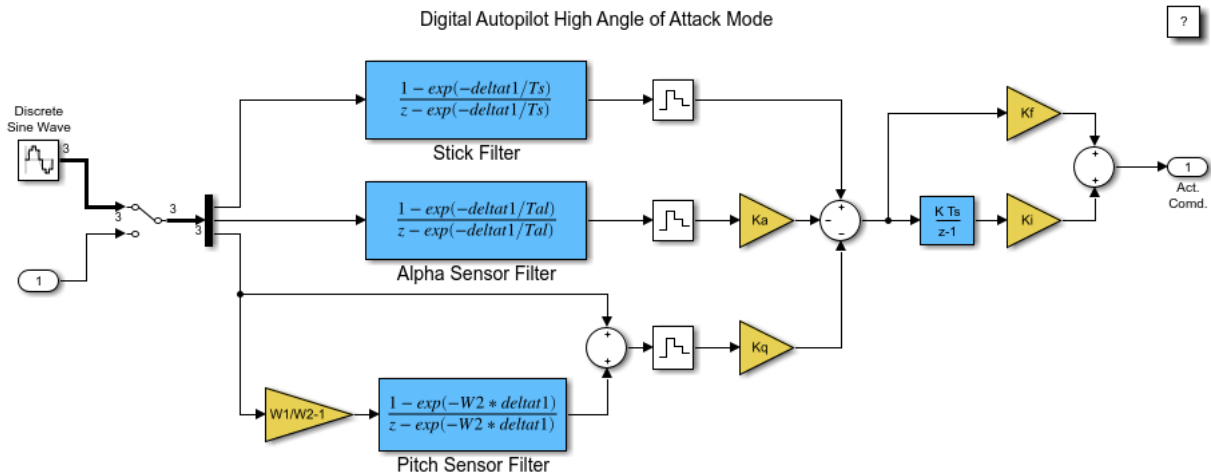 Digital Autopilot High Angle of Attack Mode
?
Discrete
Sine Wave
3
3
3
3
1
1 − exp(−deltat1/Ts)
z − exp(−deltat1/Ts)
Stick Filter
1 − exp(−deltat1/Tal)
z − exp(−deltat1/Tal)
Alpha Sensor Filter
W1/W2-1
1 − exp(−W2 * deltat1)
z − exp(−W2 * deltat1)
Pitch Sensor Filter
+
+
Ka
Kq
+
−
−
K Ts
z-1
Kf
Ki
+
+
1
Act.
Comd.